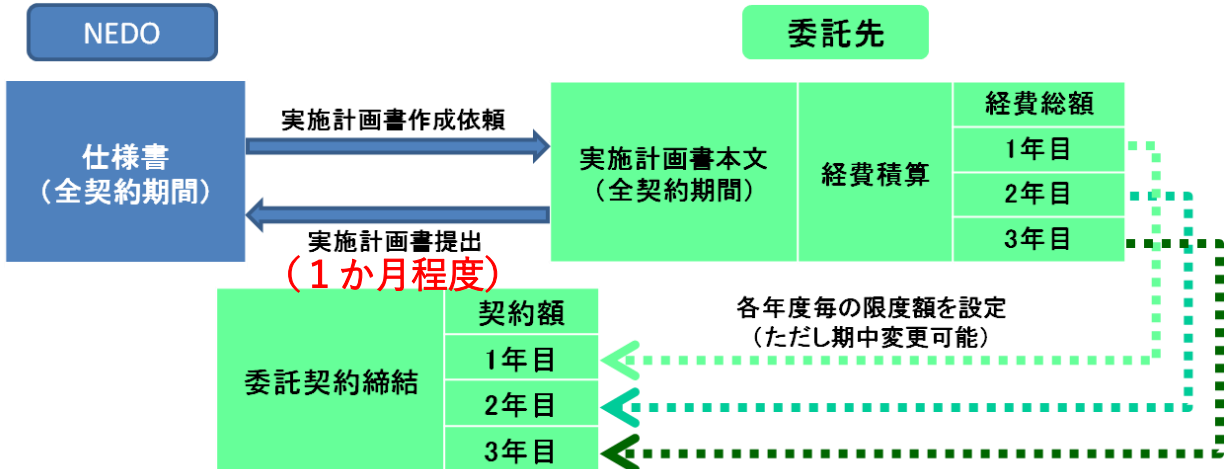 NEDO
委託先
仕様書
（全契約期間）
実施計画書作成依頼
実施計画書提出
（１か月程度）
実施計画書本文
（全契約期間）
経費積算
経費総額
1年目
2年目
3年目
各年度毎の限度額を設定
（ただし期中変更可能）
委託契約締結
契約額
1年目
2年目
3年目